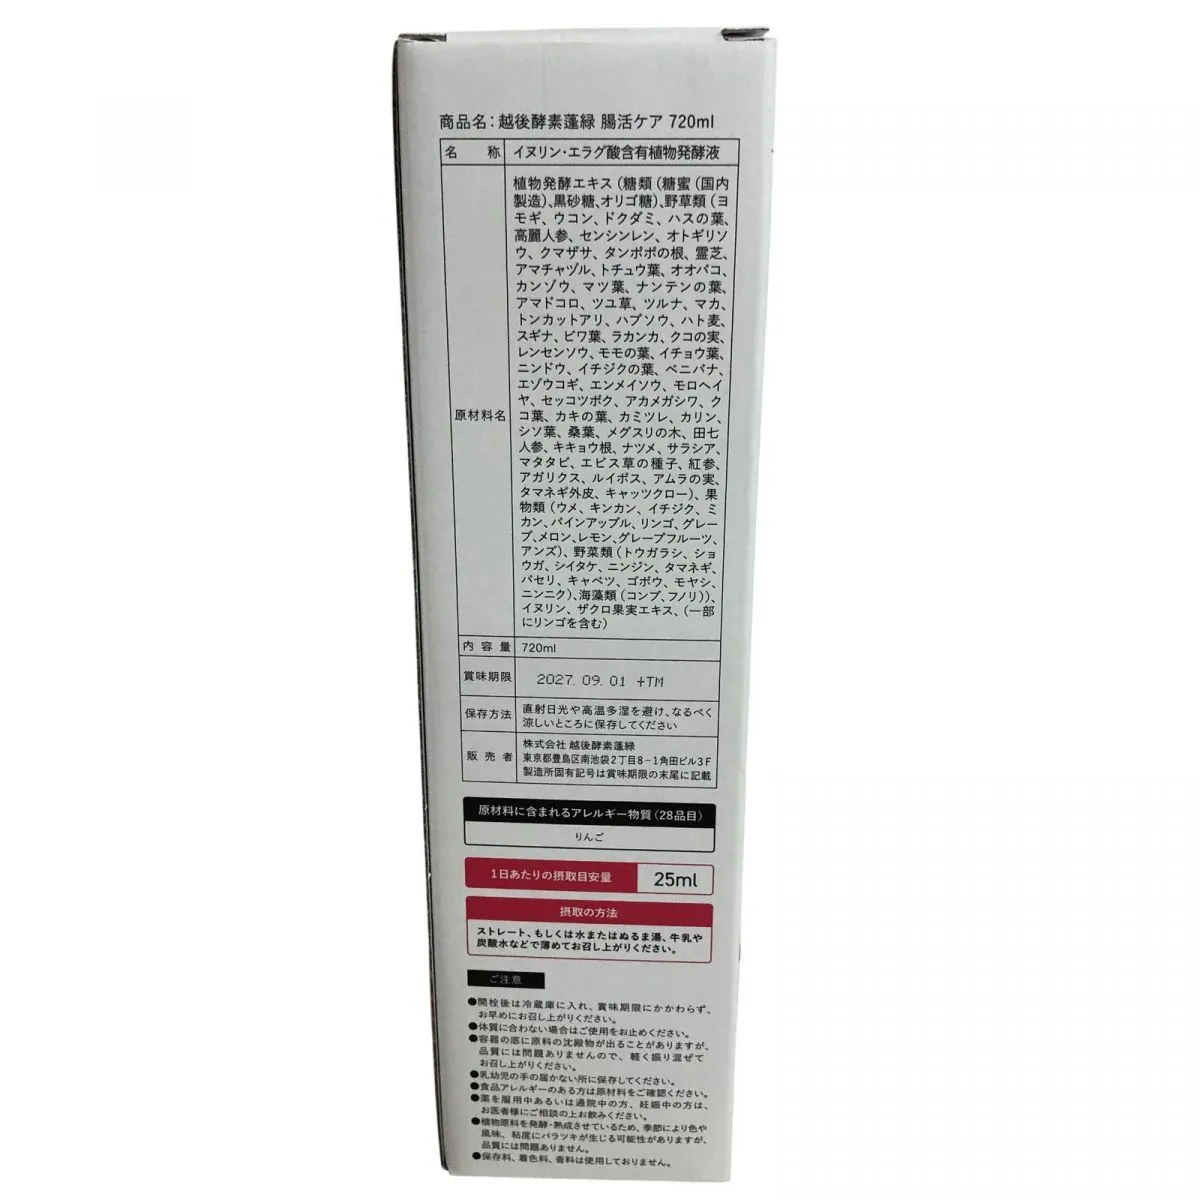 商品名：越後酵素蓬緑 腸活ケア 720ml
名 称 イヌリン・エラグ酸含有植物発酵液
原材料名
植物発酵エキス（糖類（糖蜜（国内
製造）、黒砂糖、オリゴ糖）、野草類（ヨ
モギ、ウコン、ドクダミ、ハスの葉、
高麗人参、センシンレン、オトギリソ
ウ、クマザサ、タンポポの根、霊芝、
アマチャヅル、トチュウ葉、オオバコ、
カンゾウ、マツ葉、ナンテンの葉、
アマドコロ、ツユ草、ツルナ、マカ、
トンカットアリ、ハブソウ、ハト麦、
スギナ、ビワ葉、ラカンカ、クコの実、
レンセンソウ、モモの葉、イチョウ葉、
ニンドウ、イチジクの葉、ベニバナ、
エゾウコギ、エンメイソウ、モロヘイ
ヤ、セッコツボク、アカメガシワ、ク
コ葉、カキの葉、カミツレ、カリン、
シソ葉、桑葉、メグスリの木、田七
人参、キキョウ根、ナツメ、サラシア、
マタタビ、エビス草の種子、紅参、
アガリクス、ルイボス、アムラの実、
タマネギ外皮、キャッツクロー）、果
物類（ウメ、キンカン、イチジク、ミ
カン、パインアップル、リンゴ、グレー
プ、メロン、レモン、グレープフルーツ、
アンズ）、野菜類（トウガラシ、ショ
ウガ、シイタケ、ニンジン、タマネギ、
パセリ、キャベツ、ゴボウ、モヤシ、
ニンニク）、海藻類（コンブ、フノリ））、
イヌリン、ザクロ果実エキス、（一部
にリンゴを含む）
内 容 量 720ml
賞味期限 2027.09.01 +TM
保存方法 直射日光や高温多湿を避け、なるべく
涼しいところに保存してください
販 売 者 株式会社 越後酵素蓬緑
東京都豊島区南池袋2丁目8-1角田ビル3F
製造所固有記号は賞味期限の末尾に記載
原材料に含まれるアレルギー物質（28品目）
りんご
1日あたりの摂取目安量 25ml
摂取の方法
ストレート、もしくは水またはぬるま湯、牛乳や
炭酸水などで薄めてお召し上がりください。
ご注意
●開栓後は冷蔵庫に入れ、賞味期限にかかわらず、
お早めにお召し上がりください。
●体質に合わない場合はご使用をお止めください。
●容器の底に原料の沈殿物が出ることがありますが、
品質には問題ありませんので、軽く振り混ぜて
お召し上がりください。
●乳幼児の手の届かない所に保存してください。
●食品アレルギーのある方は原材料をご確認ください。
●薬を服用中あるいは通院中の方、妊娠中の方は、
お医者様にご相談の上お飲みください。
●植物原料を発酵・熟成させているため、季節により色や
風味、粘度にバラツキが生じる可能性がありますが、
品質には問題ありません。
●保存料、着色料、香料は使用しておりません。